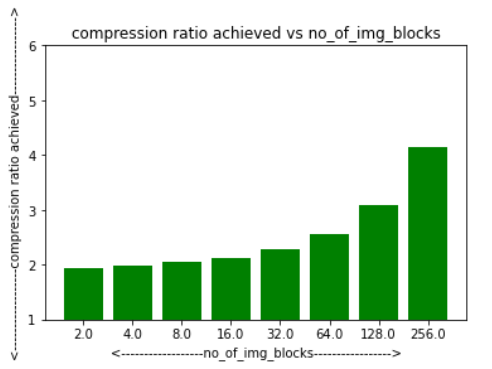 compression ratio achieved vs no_of_img_blocks
<------------------compression ratio achieved------------------>
6
5
4
3
2
1
2.0 4.0 8.0 16.0 32.0 64.0 128.0 256.0
<------------------no_of_img_blocks----------------->